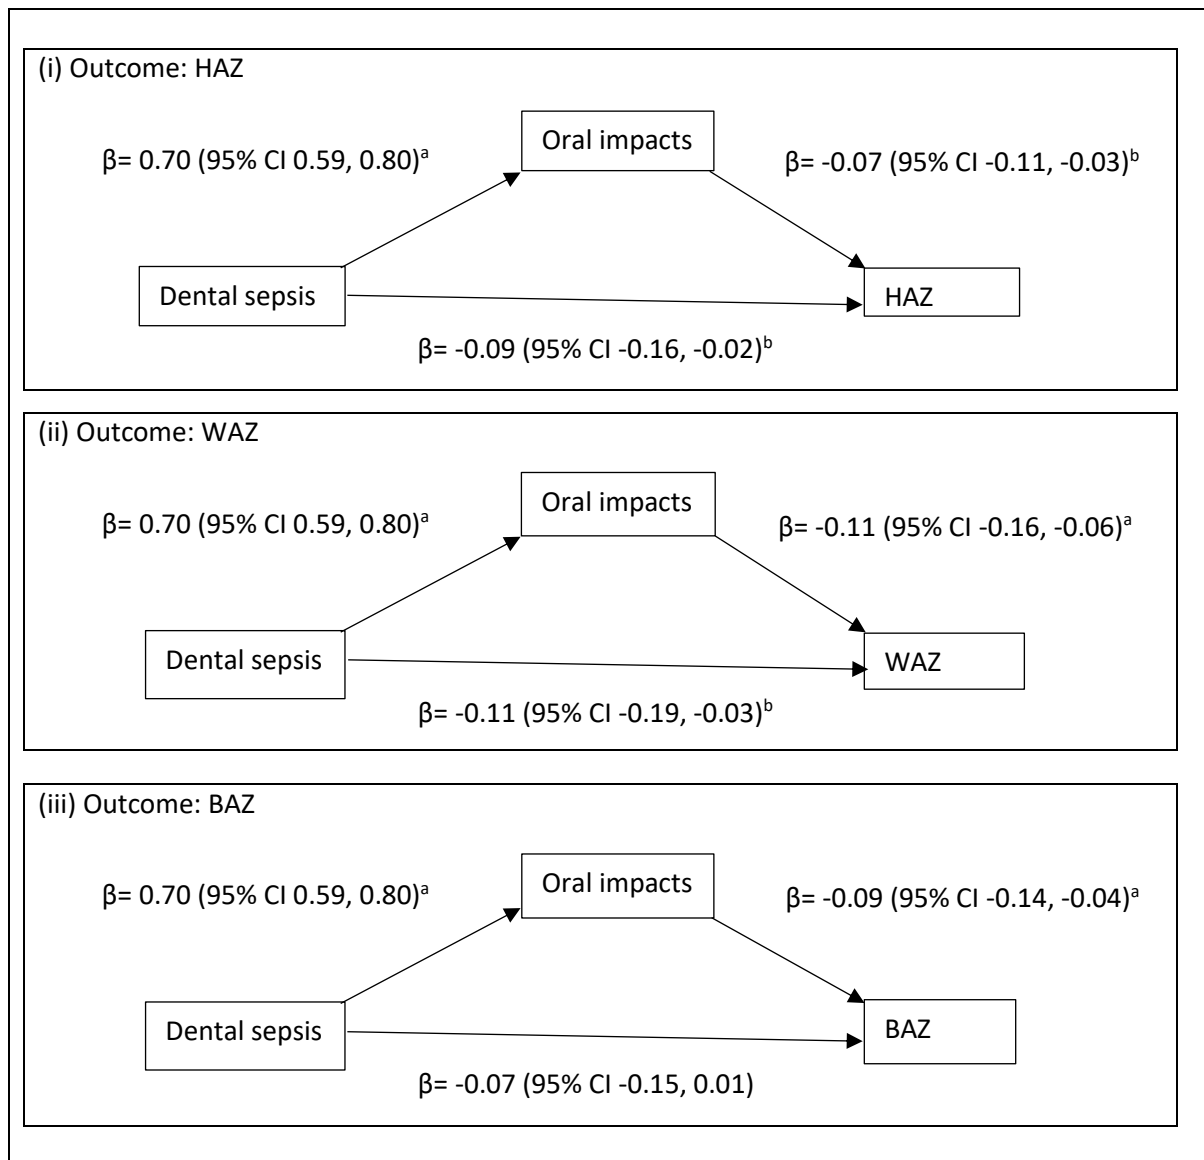 (i) Outcome: HAZ
Oral impacts
β= 0.70 (95% CI 0.59, 0.80)ᵃ
β= -0.07 (95% CI -0.11, -0.03)ᵇ
Dental sepsis
HAZ
β= -0.09 (95% CI -0.16, -0.02)ᵇ
(ii) Outcome: WAZ
Oral impacts
β= 0.70 (95% CI 0.59, 0.80)ᵃ
β= -0.11 (95% CI -0.16, -0.06)ᵃ
Dental sepsis
WAZ
β= -0.11 (95% CI -0.19, -0.03)ᵇ
(iii) Outcome: BAZ
Oral impacts
β= 0.70 (95% CI 0.59, 0.80)ᵃ
β= -0.09 (95% CI -0.14, -0.04)ᵃ
Dental sepsis
BAZ
β= -0.07 (95% CI -0.15, 0.01)